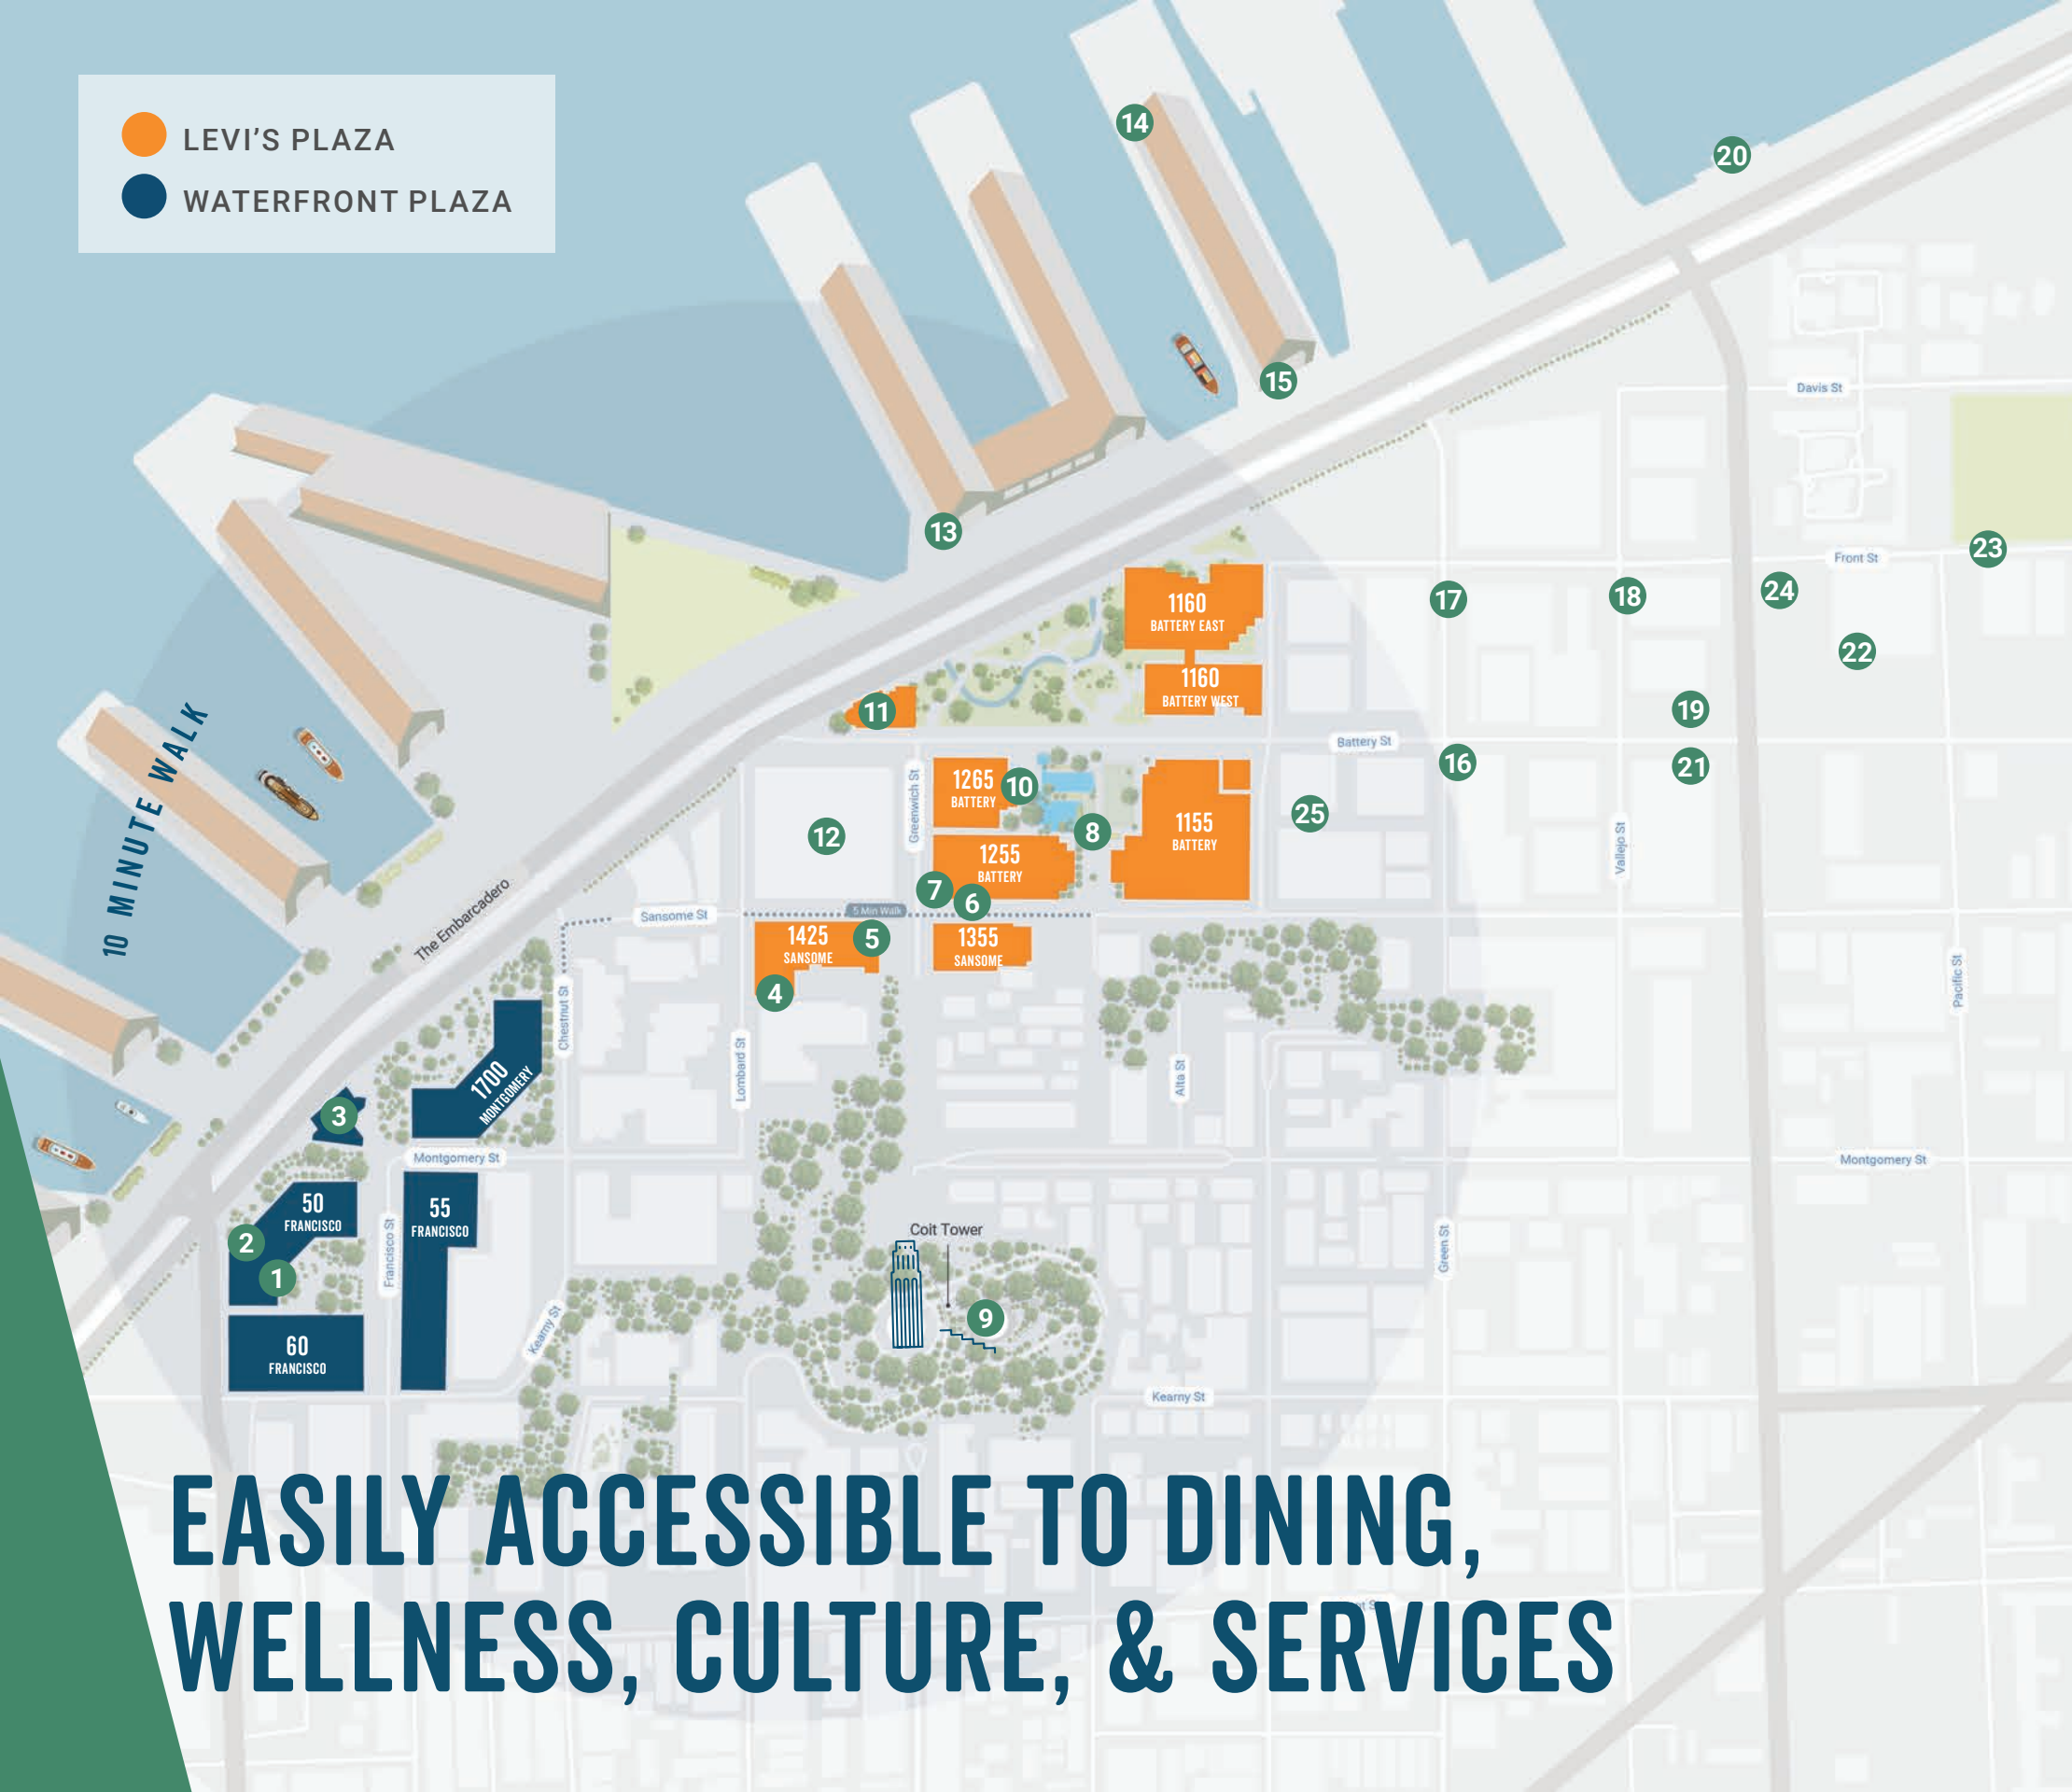 LEVI'S PLAZA
WATERFRONT PLAZA
14
20
15
Davis St
13
Front St
23
24
17
18
1160
BATTERY EAST
22
1160
BATTERY WEST
11
19
Battery St
16
21
1265
BATTERY
10
Greenwich St
25
12
8
1155
BATTERY
Vallejo St
1255
BATTERY
7
6
10 MINUTE WALK
The Embarcadero
Sansome St
5 Min Walk
1425
SANSOME
5
1355
SANSOME
4
Pacific St
Chestnut St
Lombard St
Alta St
1700
MONTGOMERY
3
Montgomery St
Montgomery St
50
FRANCISCO
55
FRANCISCO
2
1
Francisco St
Coit Tower
Green St
9
60
FRANCISCO
Kearny St
Kearny St
EASILY ACCESSIBLE TO DINING,
WELLNESS, CULTURE, & SERVICES